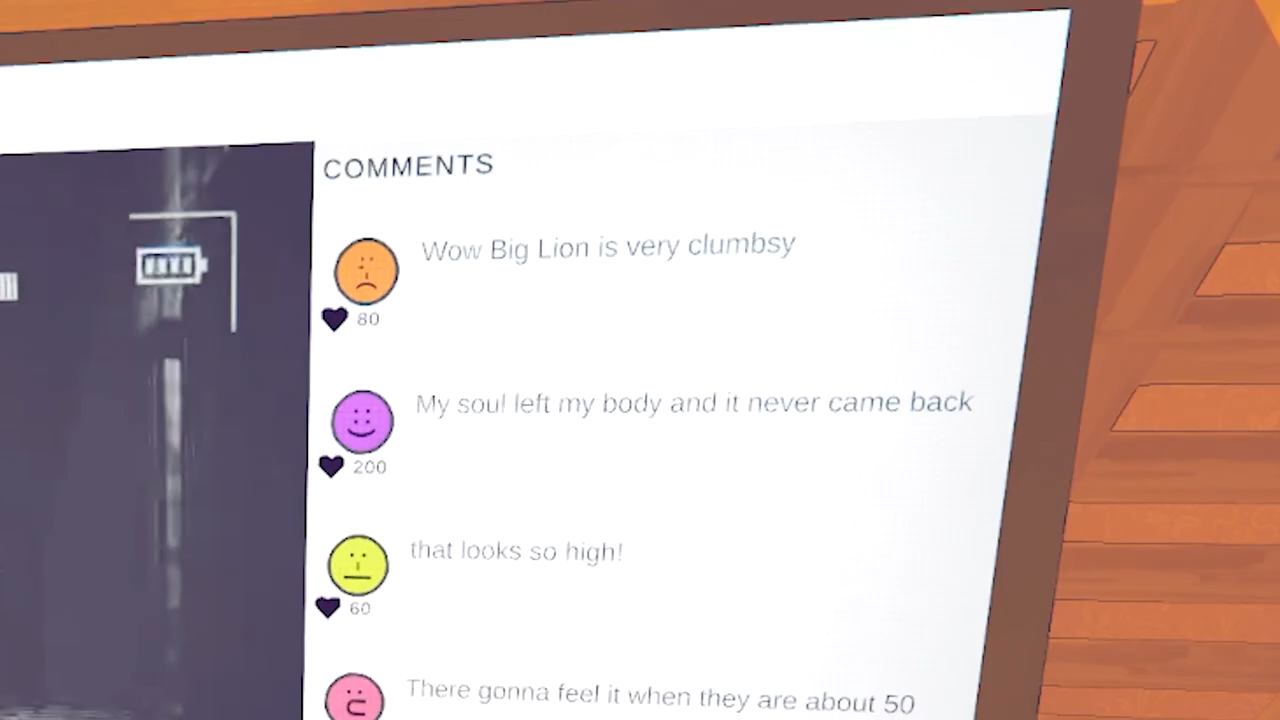 COMMENTS
Wow Big Lion is very clumbsy
80
My soul left my body and it never came back
200
that looks so high!
60
There gonna feel it when they are about 50